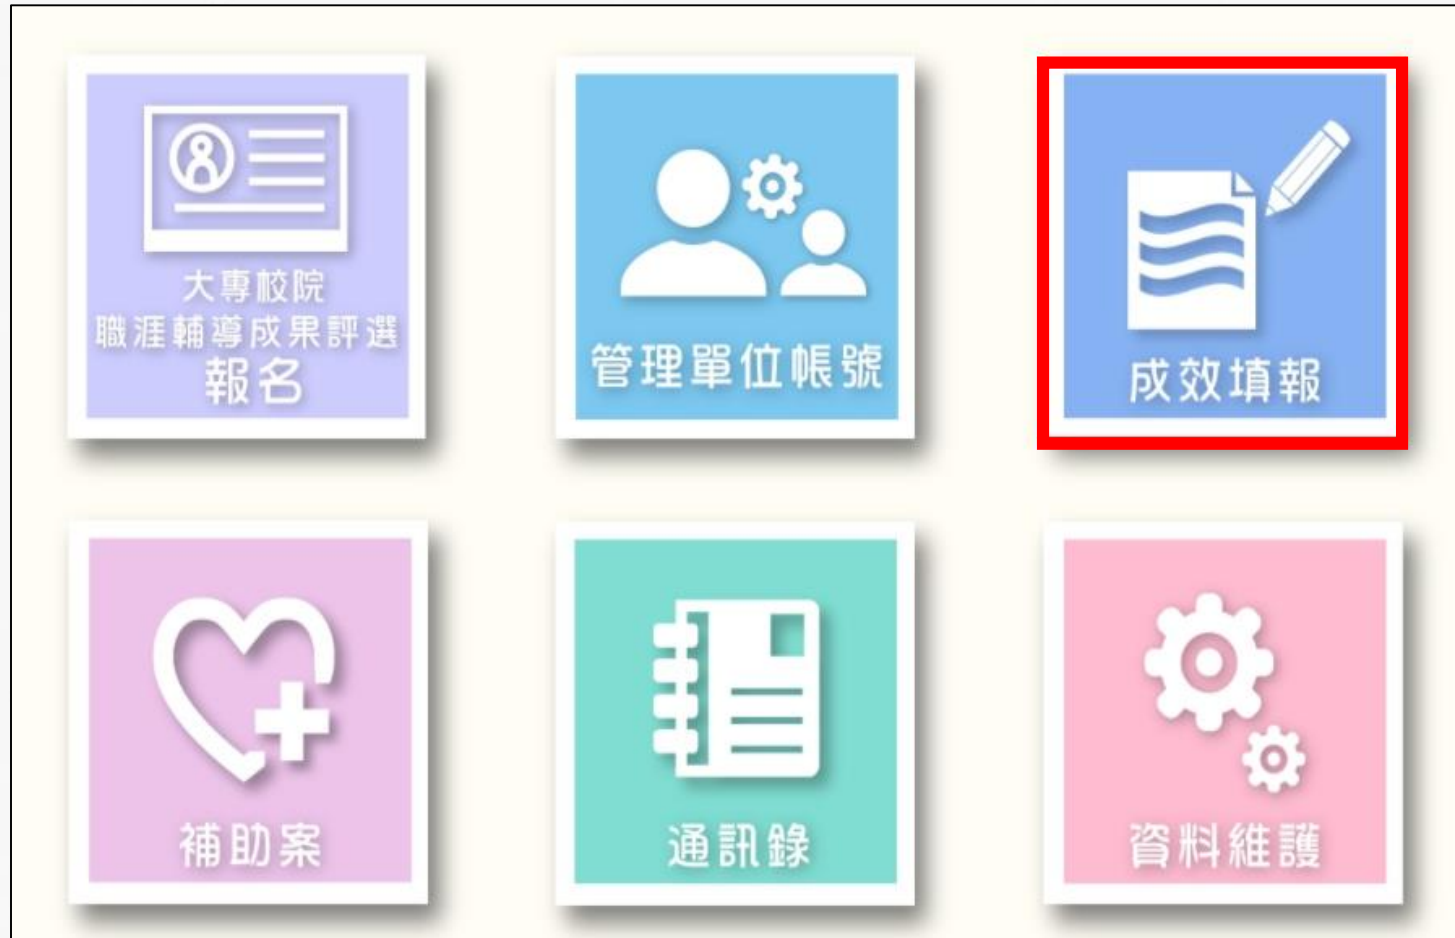 大專校院
職涯輔導成果評選
報名
管理單位帳號
成效填報
補助案
通訊錄
資料維護